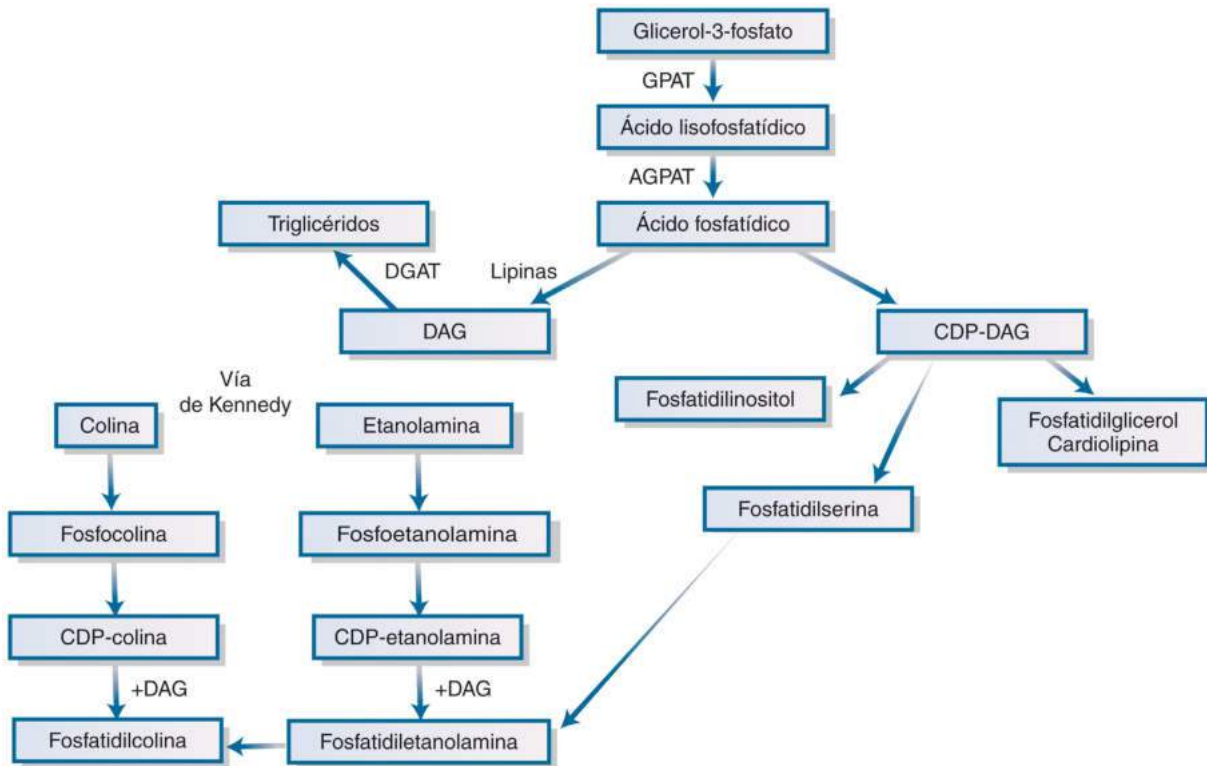 Glicerol-3-fosfato
GPAT
Ácido lisofosfatídico
AGPAT
Triglicéridos
Ácido fosfatídico
DGAT
Lipinas
DAG
CDP-DAG
Vía
de Kennedy
Fosfatidilinositol
Fosfatidilglicerol
Cardiolipina
Colina
Etanolamina
Fosfatidilserina
Fosfocolina
Fosfoetanolamina
CDP-colina
CDP-etanolamina
+DAG
+DAG
Fosfatidilcolina
Fosfatidiletanolamina